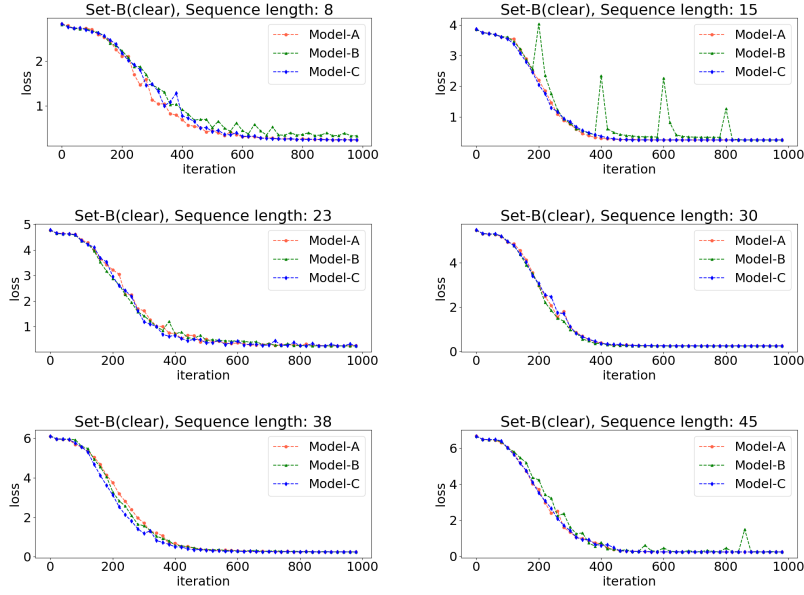 Set-B(clear), Sequence length: 8
Model-A
Model-B
Model-C
loss
2
1
0 200 400 600 800 1000
iteration
Set-B(clear), Sequence length: 15
Model-A
Model-B
Model-C
loss
4
3
2
1
0 200 400 600 800 1000
iteration
Set-B(clear), Sequence length: 23
Model-A
Model-B
Model-C
loss
5
4
3
2
1
0 200 400 600 800 1000
iteration
Set-B(clear), Sequence length: 30
Model-A
Model-B
Model-C
loss
4
2
0
0 200 400 600 800 1000
iteration
Set-B(clear), Sequence length: 38
Model-A
Model-B
Model-C
loss
6
4
2
0
0 200 400 600 800 1000
iteration
Set-B(clear), Sequence length: 45
Model-A
Model-B
Model-C
loss
6
4
2
0
0 200 400 600 800 1000
iteration